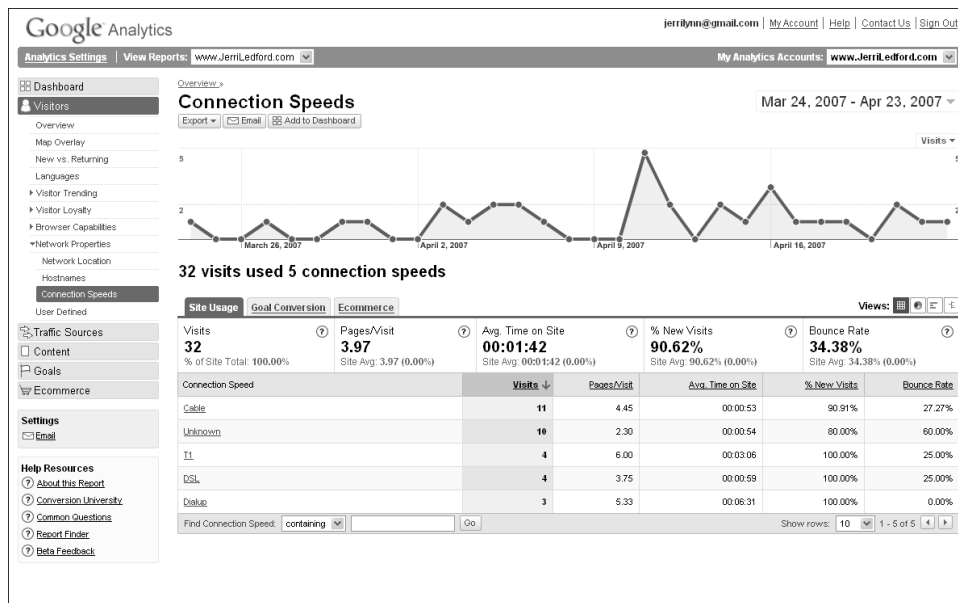 Google Analytics
jerrilynn@gmail.com | My Account | Help | Contact Us | Sign Out
Analytics Settings | View Reports: www.JerriLedford.com
My Analytics Accounts: www.JerriLedford.com
Dashboard
Visitors
Overview
Map Overlay
New vs. Returning
Languages
Visitor Trending
Visitor Loyalty
Browser Capabilities
Network Properties
Network Location
Hostnames
Connection Speeds
User Defined
Traffic Sources
Content
Goals
Ecommerce
Settings
Email
Help Resources
About this Report
Conversion University
Common Questions
Report Finder
Beta Feedback
Overview »
Connection Speeds
Mar 24, 2007 - Apr 23, 2007
Export Email Add to Dashboard
Visits
5 5
2 2
March 26, 2007 April 2, 2007 April 9, 2007 April 16, 2007
32 visits used 5 connection speeds
Site Usage Goal Conversion Ecommerce Views:
Visits ? Pages/Visit ? Avg. Time on Site ? % New Visits ? Bounce Rate ?
32 3.97 00:01:42 90.62% 34.38%
% of Site Total: 100.00% Site Avg: 3.97 (0.00%) Site Avg: 00:01:42 (0.00%) Site Avg: 90.62% (0.00%) Site Avg: 34.38% (0.00%)
Connection Speed Visits ↓ Pages/Visit Avg. Time on Site % New Visits Bounce Rate
Cable 11 4.45 00:00:53 90.91% 27.27%
Unknown 10 2.30 00:00:54 80.00% 60.00%
T1 4 6.00 00:03:06 100.00% 25.00%
DSL 4 3.75 00:00:59 100.00% 25.00%
Dialup 3 5.33 00:06:31 100.00% 0.00%
Find Connection Speed: containing Go Show rows: 10 1 - 5 of 5